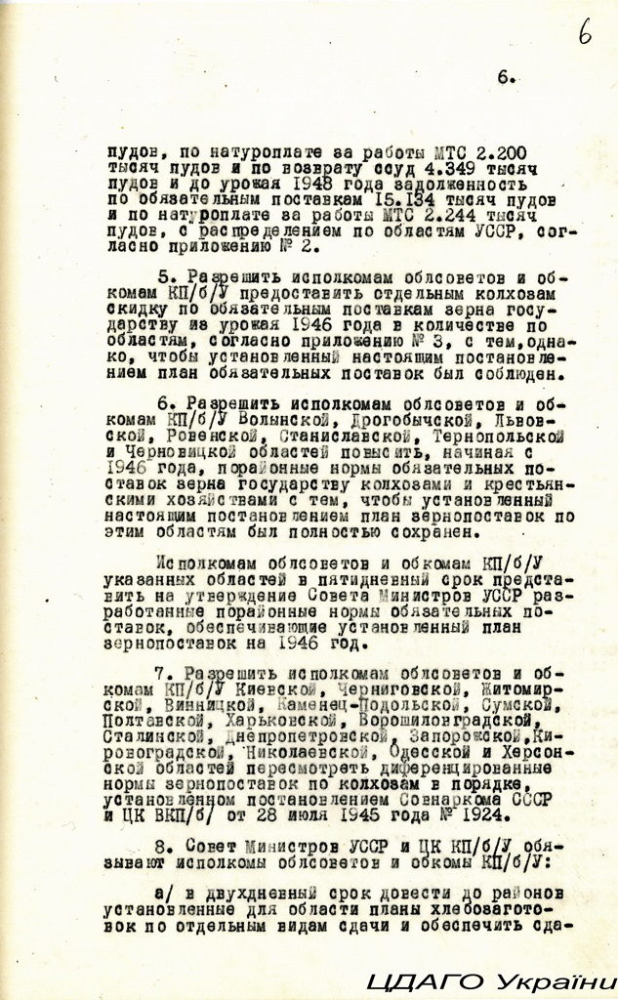 6
6.
пудов, по натуроплате за работы МТС 2.200
тысяч пудов и по возврату ссуд 4.349 тысяч
пудов и до урожая 1948 года задолженность
по обязательным поставкам 15.134 тысяч пудов
и по натуроплате за работы МТС 2.244 тысяч
пудов, с распределением по областям УССР, сог-
ласно приложению № 2.
5. Разрешить исполкомам облсоветов и об-
комам КП/б/У предоставить отдельным колхозам
скидку по обязательным поставкам зерна госу-
дарству из урожая 1946 года в количестве по
областям, согласно приложению № 3, с тем,одна-
ко, чтобы установленный настоящим постановле-
нием план обязательных поставок был соблюден.
6. Разрешить исполкомам облсоветов и об-
комам КП/б/У Волынской, Дрогобычской, Львов-
ской, Ровенской, Станиславской, Тернопольской
и Черновицкой областей повысить, начиная с
1946 года, порайонные нормы обязательных по-
ставок зерна государству колхозами и крестьян-
скими хозяйствами с тем, чтобы установленный
настоящим постановлением план зернопоставок по
этим областям был полностью сохранен.
Исполкомам облсоветов и обкомам КП/б/У
указанных областей в пятидневный срок предста-
вить на утверждение Совета Министров УССР раз-
работанные порайонные нормы обязательных по-
ставок, обеспечивающие установленный план
зернопоставок на 1946 год.
7. Разрешить исполкомам облсоветов и об-
комам КП/б/У Киевской, Черниговской, Житомир-
ской, Винницкой, Каменец-Подольской, Сумской,
Полтавской, Харьковской, Ворошиловградской,
Сталинской, Днепропетровской, Запорожской,Ки-
ровоградской, Николаевской, Одесской и Херсон-
ской областей пересмотреть диференцированные
нормы зернопоставок по колхозам в порядке,
установленном постановлением Совнаркома СССР
и ЦК ВКП/б/ от 28 июля 1945 года № 1924.
8. Совет Министров УССР и ЦК КП/б/У обя-
зывают исполкомы облсоветов и обкомы КП/б/У:
а/ в двухдневный срок довести до районов
установленные для области планы хлебозагото-
вок по отдельным видам сдачи и обеспечить сда-
ЦДАГО України